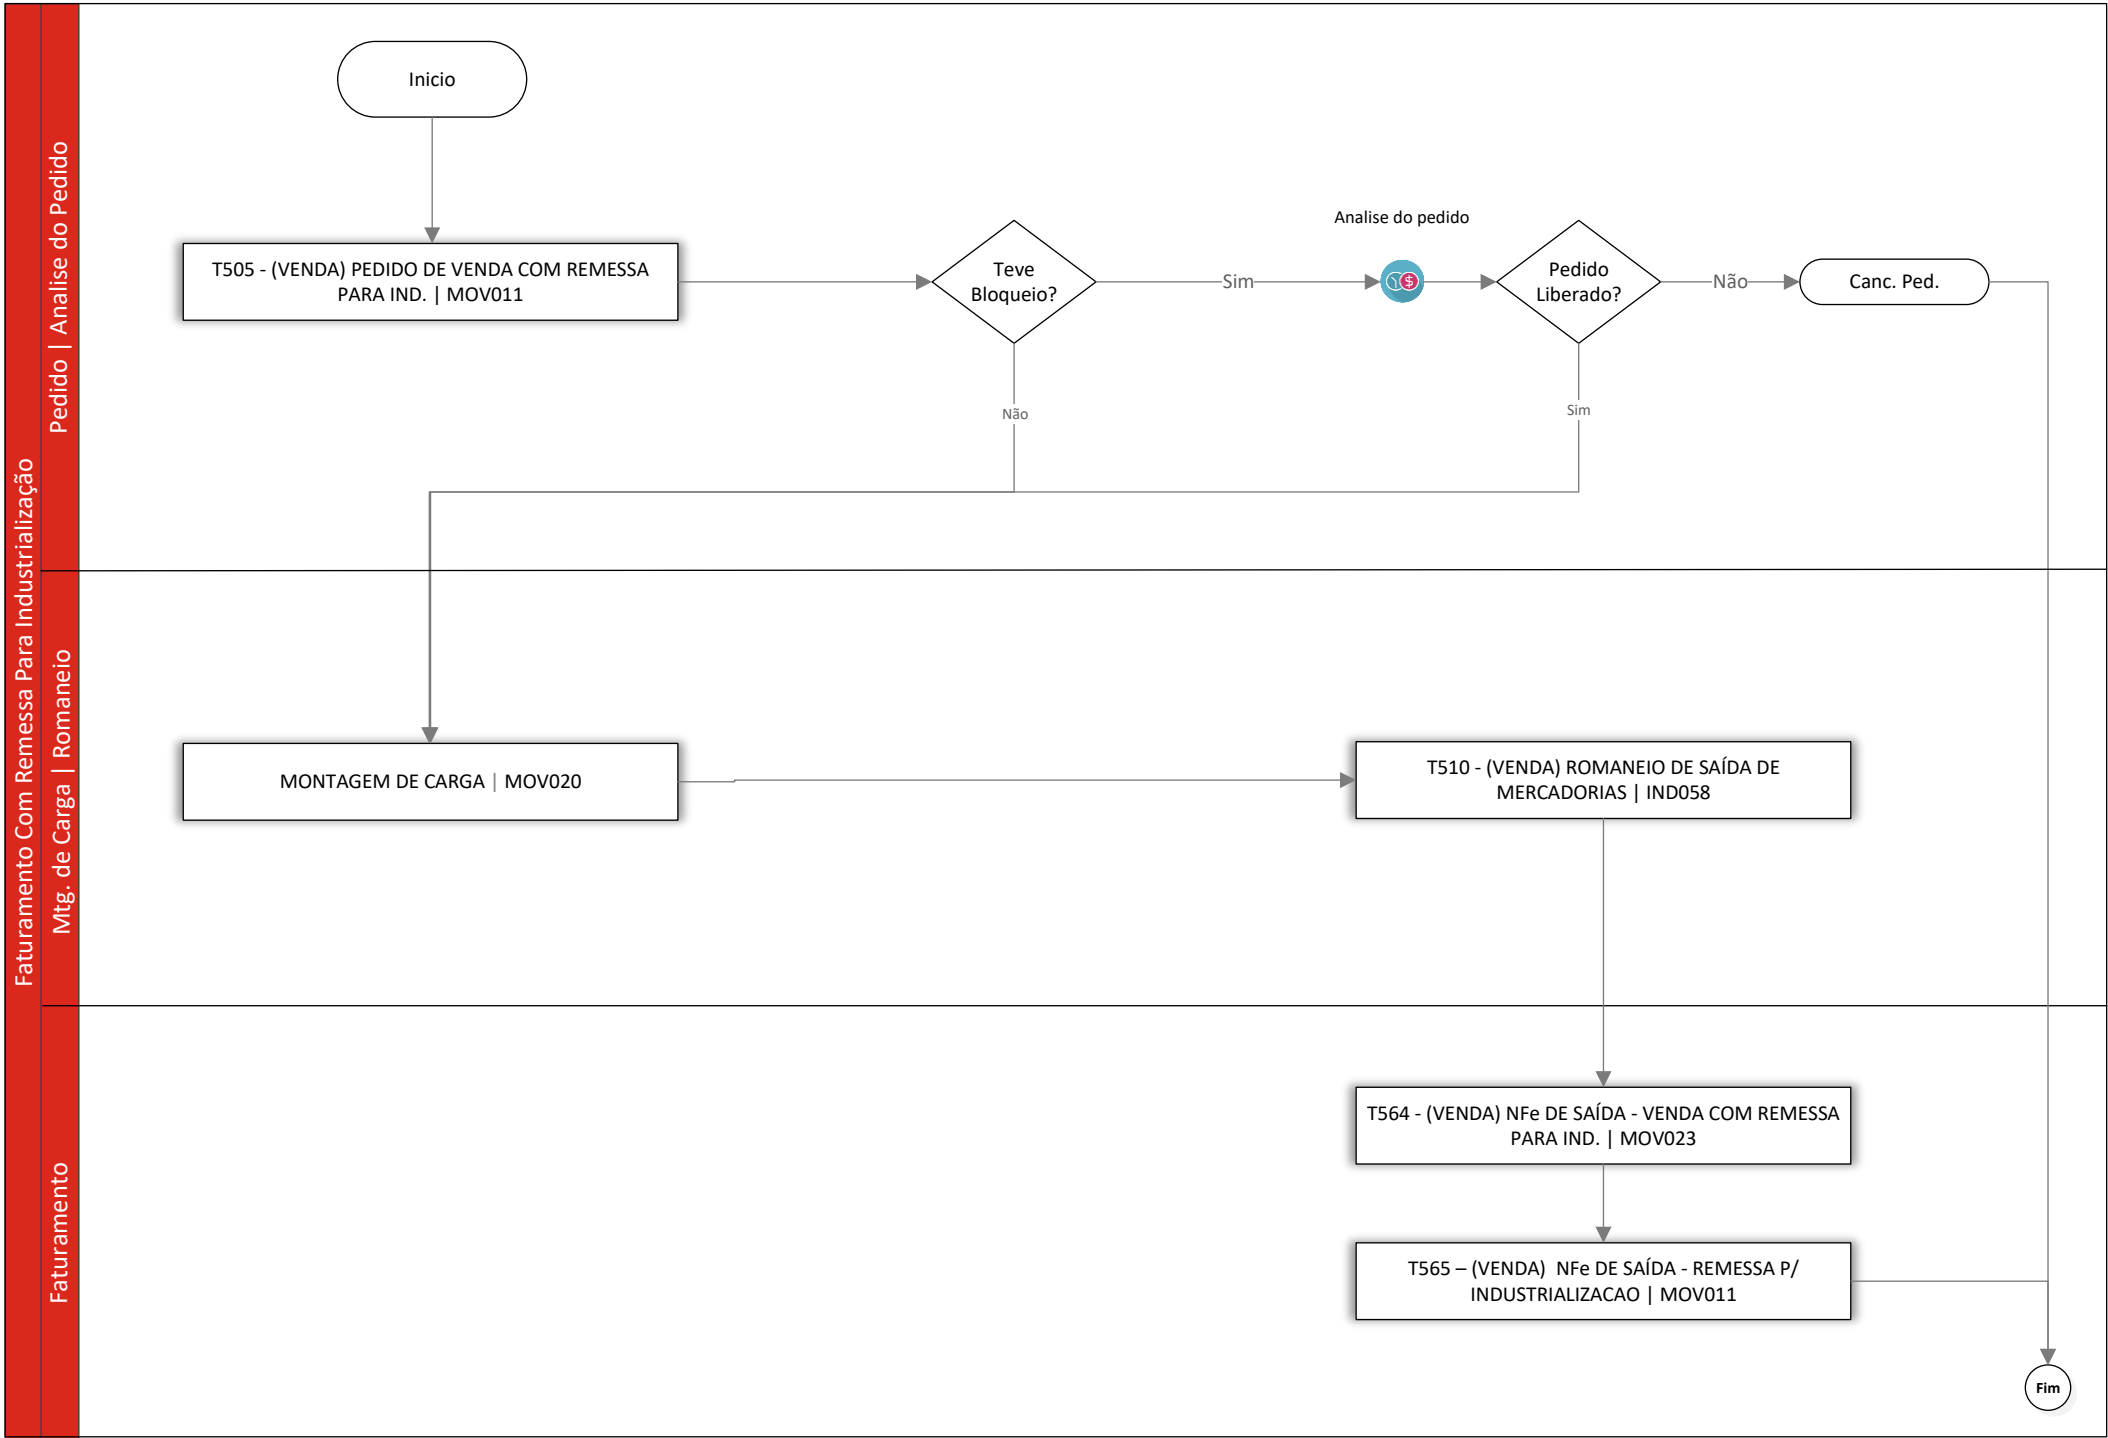 Faturamento Com Remessa Para Industrialização
Pedido | Analise do Pedido
Inicio
T505 - (VENDA) PEDIDO DE VENDA COM REMESSA
PARA IND. | MOV011
Teve
Bloqueio?
Sim
Analise do pedido
$
Pedido
Liberado?
Não
Canc. Ped.
Não
Sim
Mtg. de Carga | Romaneio
MONTAGEM DE CARGA | MOV020
T510 - (VENDA) ROMANEIO DE SAÍDA DE
MERCADORIAS | IND058
Faturamento
T564 - (VENDA) NFe DE SAÍDA - VENDA COM REMESSA
PARA IND. | MOV023
T565 – (VENDA)  NFe DE SAÍDA - REMESSA P/
INDUSTRIALIZACAO | MOV011
Fim